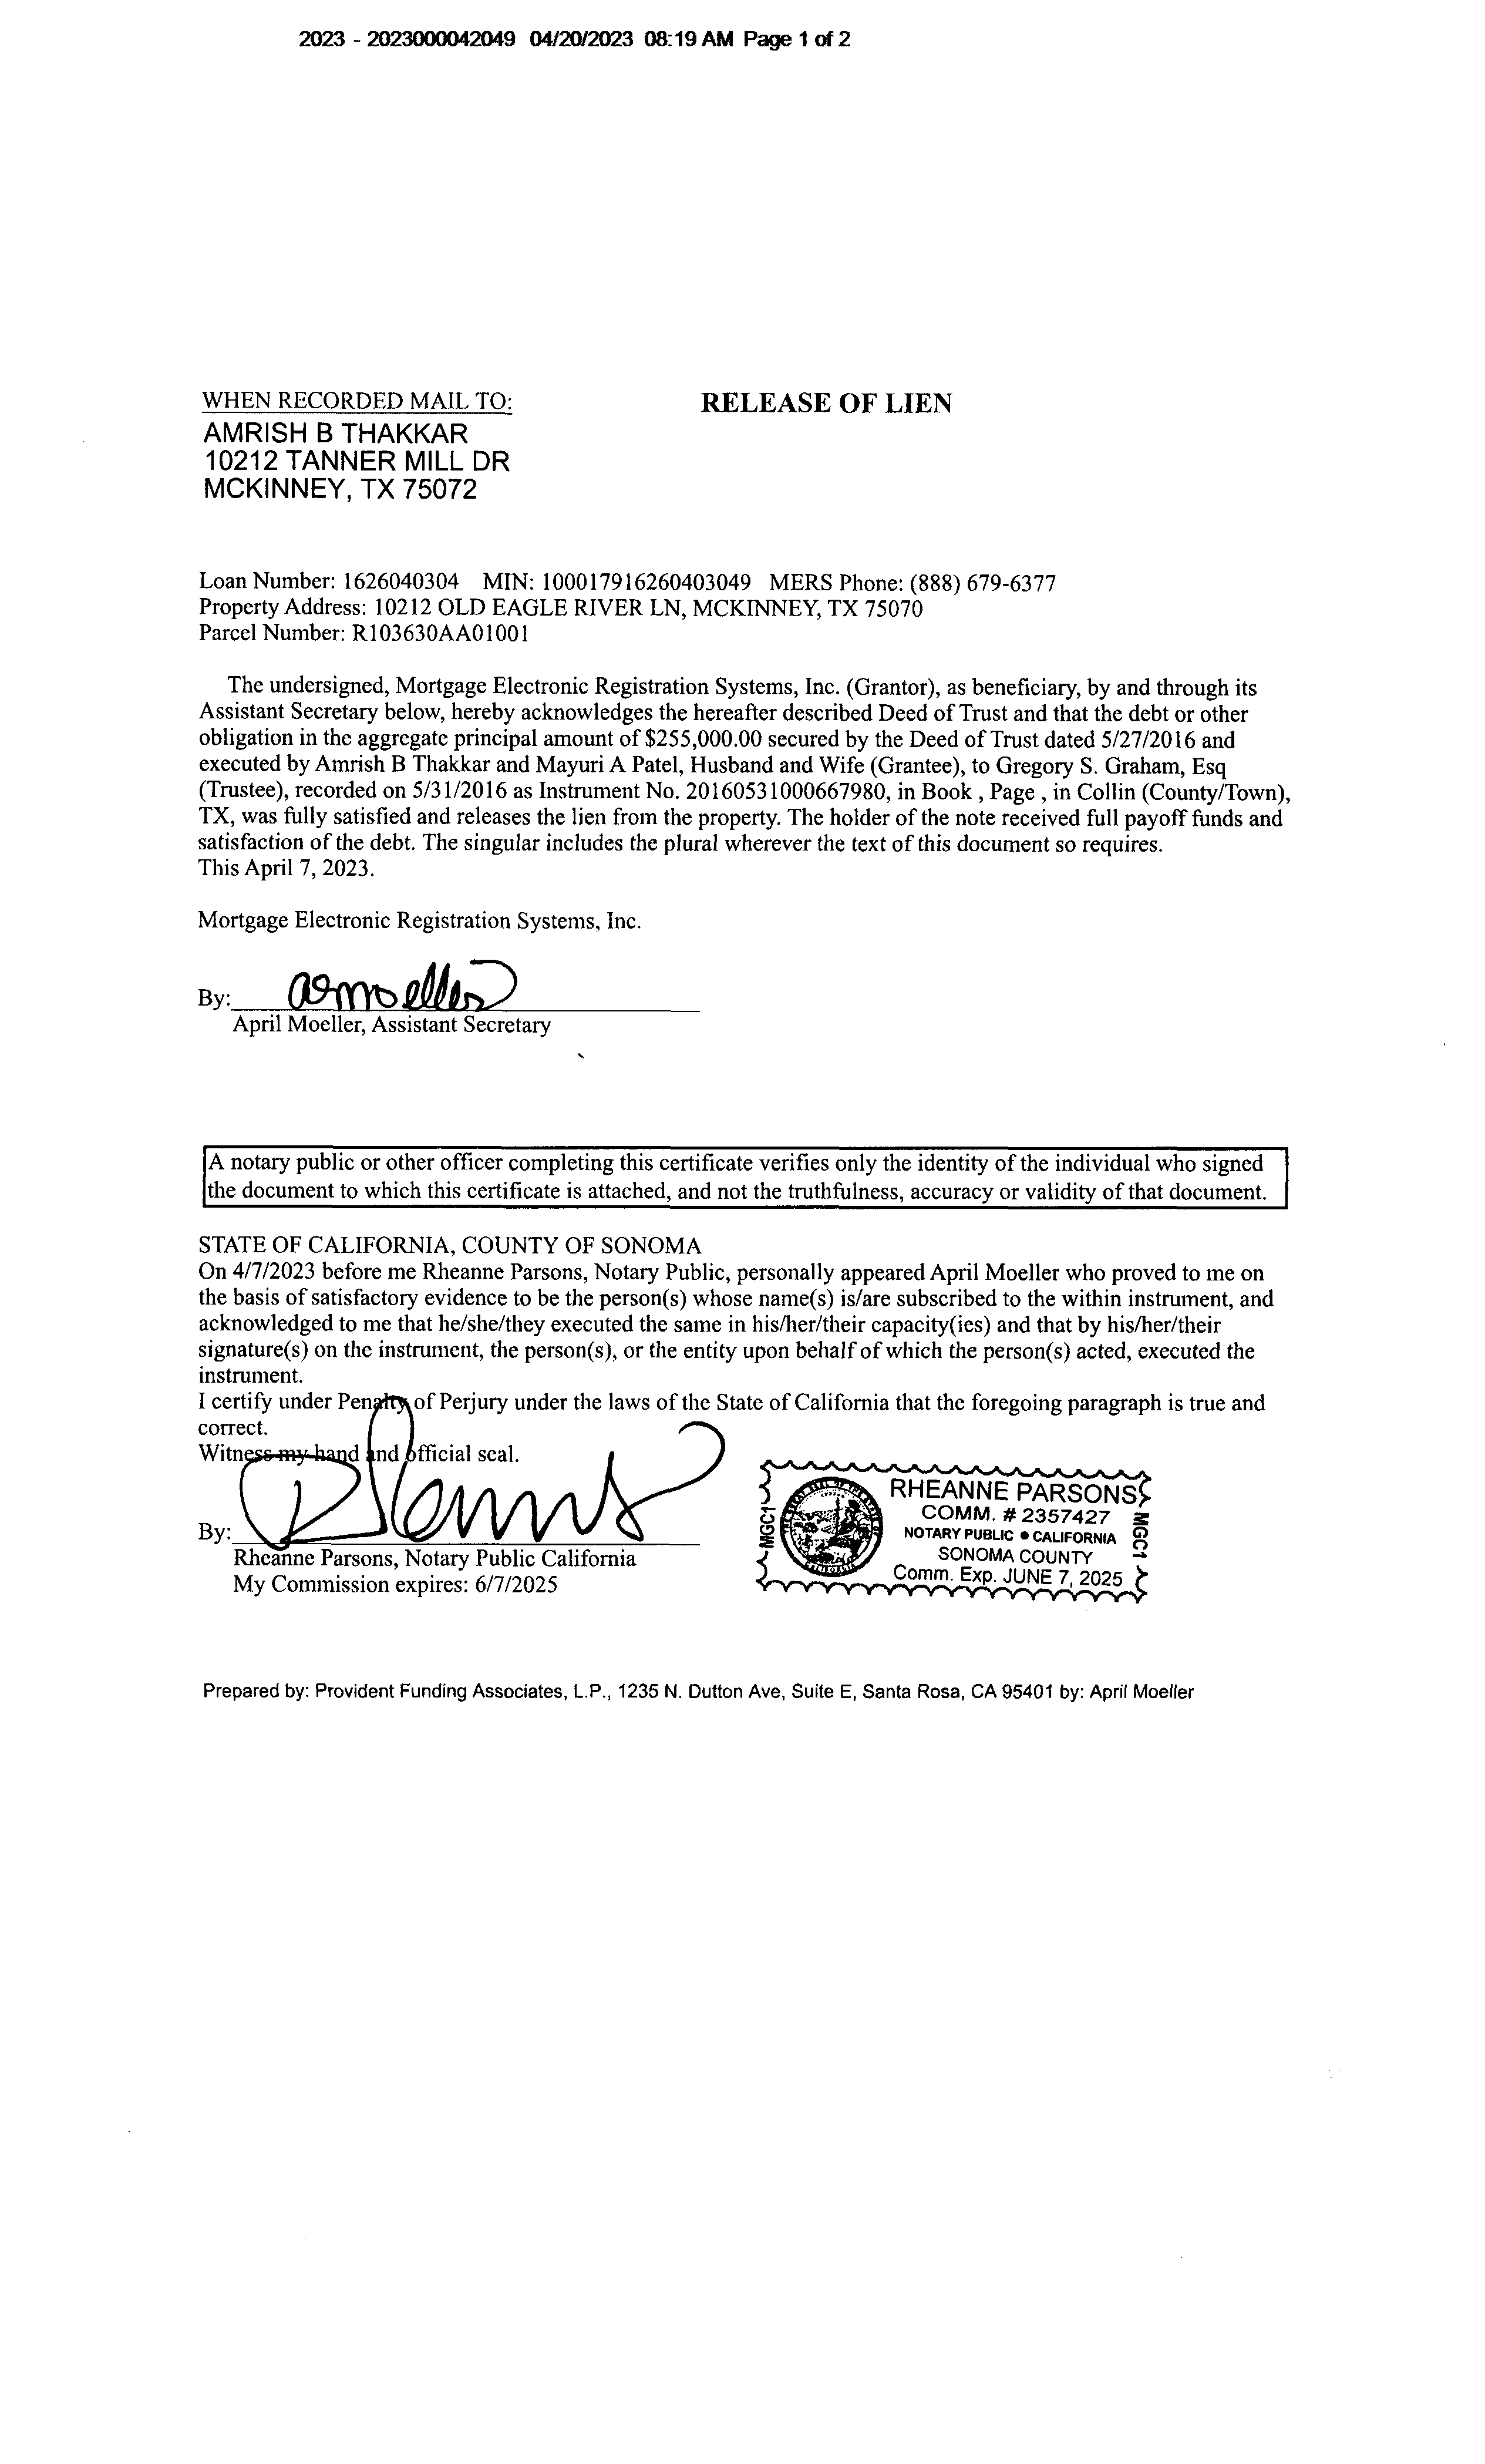 2023 - 2023000042049 04/20/2023 08:19 AM Page 1 of 2
WHEN RECORDED MAIL TO:
RELEASE OF LIEN
AMRISH B THAKKAR
10212 TANNER MILL DR
MCKINNEY, TX 75072
Loan Number: 1626040304 MIN: 100017916260403049 MERS Phone: (888) 679-6377
Property Address: 10212 OLD EAGLE RIVER LN, MCKINNEY, TX 75070
Parcel Number: R103630AA01001
The undersigned, Mortgage Electronic Registration Systems, Inc. (Grantor), as beneficiary, by and through its
Assistant Secretary below, hereby acknowledges the hereafter described Deed of Trust and that the debt or other
obligation in the aggregate principal amount of $255,000.00 secured by the Deed of Trust dated 5/27/2016 and
executed by Amrish B Thakkar and Mayuri A Patel, Husband and Wife (Grantee), to Gregory S. Graham, Esq
(Trustee), recorded on 5/31/2016 as Instrument No. 20160531000667980, in Book , Page , in Collin (County/Town),
TX, was fully satisfied and releases the lien from the property. The holder of the note received full payoff funds and
satisfaction of the debt. The singular includes the plural wherever the text of this document so requires.
This April 7, 2023.
Mortgage Electronic Registration Systems, Inc.
By:
April Moeller, Assistant Secretary
A notary public or other officer completing this certificate verifies only the identity of the individual who signed
the document to which this certificate is attached, and not the truthfulness, accuracy or validity of that document.
STATE OF CALIFORNIA, COUNTY OF SONOMA
On 4/7/2023 before me Rheanne Parsons, Notary Public, personally appeared April Moeller who proved to me on
the basis of satisfactory evidence to be the person(s) whose name(s) is/are subscribed to the within instrument, and
acknowledged to me that he/she/they executed the same in his/her/their capacity(ies) and that by his/her/their
signature(s) on the instrument, the person(s), or the entity upon behalf of which the person(s) acted, executed the
instrument.
I certify under Penalty of Perjury under the laws of the State of California that the foregoing paragraph is true and
correct.
Witness my hand and official seal.
By:
Rheanne Parsons, Notary Public California
My Commission expires: 6/7/2025
MGC1
RHEANNE PARSONS
COMM. # 2357427
NOTARY PUBLIC ● CALIFORNIA
SONOMA COUNTY
Comm. Exp. JUNE 7, 2025
MGC1
Prepared by: Provident Funding Associates, L.P., 1235 N. Dutton Ave, Suite E, Santa Rosa, CA 95401 by: April Moeller